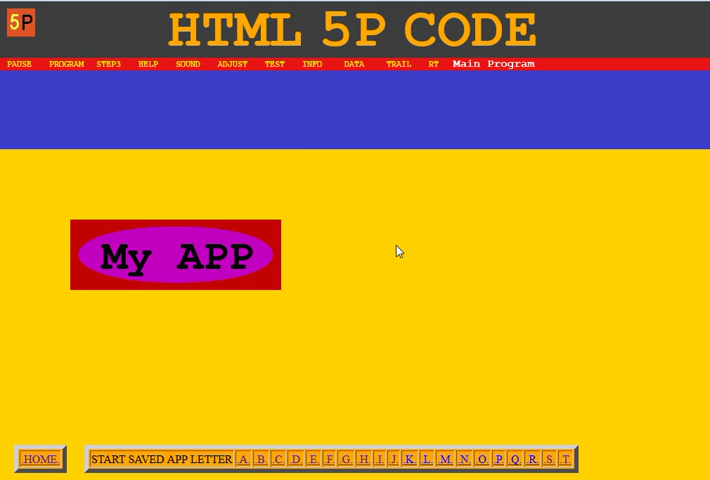 5P
HTML 5P CODE
PAUSE PROGRAM STEP3 HELP SOUND ADJUST TEST INFO DATA TRAIL RT Main Program
My APP
HOME START SAVED APP LETTER A B C D E F G H I J K L M N O P Q R S T